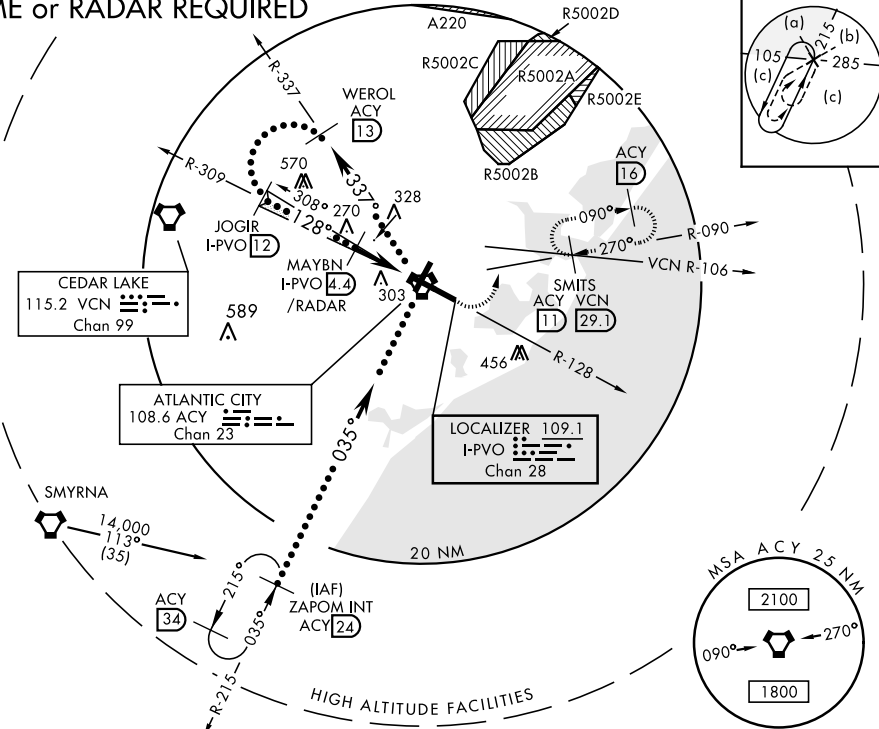 ME or RADAR REQUIRED
A220
R5002D
R5002C
R5002A
R5002E
R5002B
(a)
215
(b)
105
285
(c)
(c)
R-337
WEROL
ACY
13
R-309
570
337°
328
308°
128°
270
JOGIR
I-PVO 12
MAYBN
I-PVO 4.4
/RADAR
303
ACY
16
090°
270°
R-090
VCN R-106
SMITS
ACY VCN
11 29.1
CEDAR LAKE
115.2 VCN
Chan 99
589
456
R-128
ATLANTIC CITY
108.6 ACY
Chan 23
LOCALIZER 109.1
I-PVO
Chan 28
035°
SMYRNA
14,000
113°
(35)
20 NM
215°
(IAF)
ZAPOM INT
ACY 24
ACY
34
035°
R-215
HIGH ALTITUDE FACILITIES
MSA ACY 25 NM
2100
090°
270°
1800